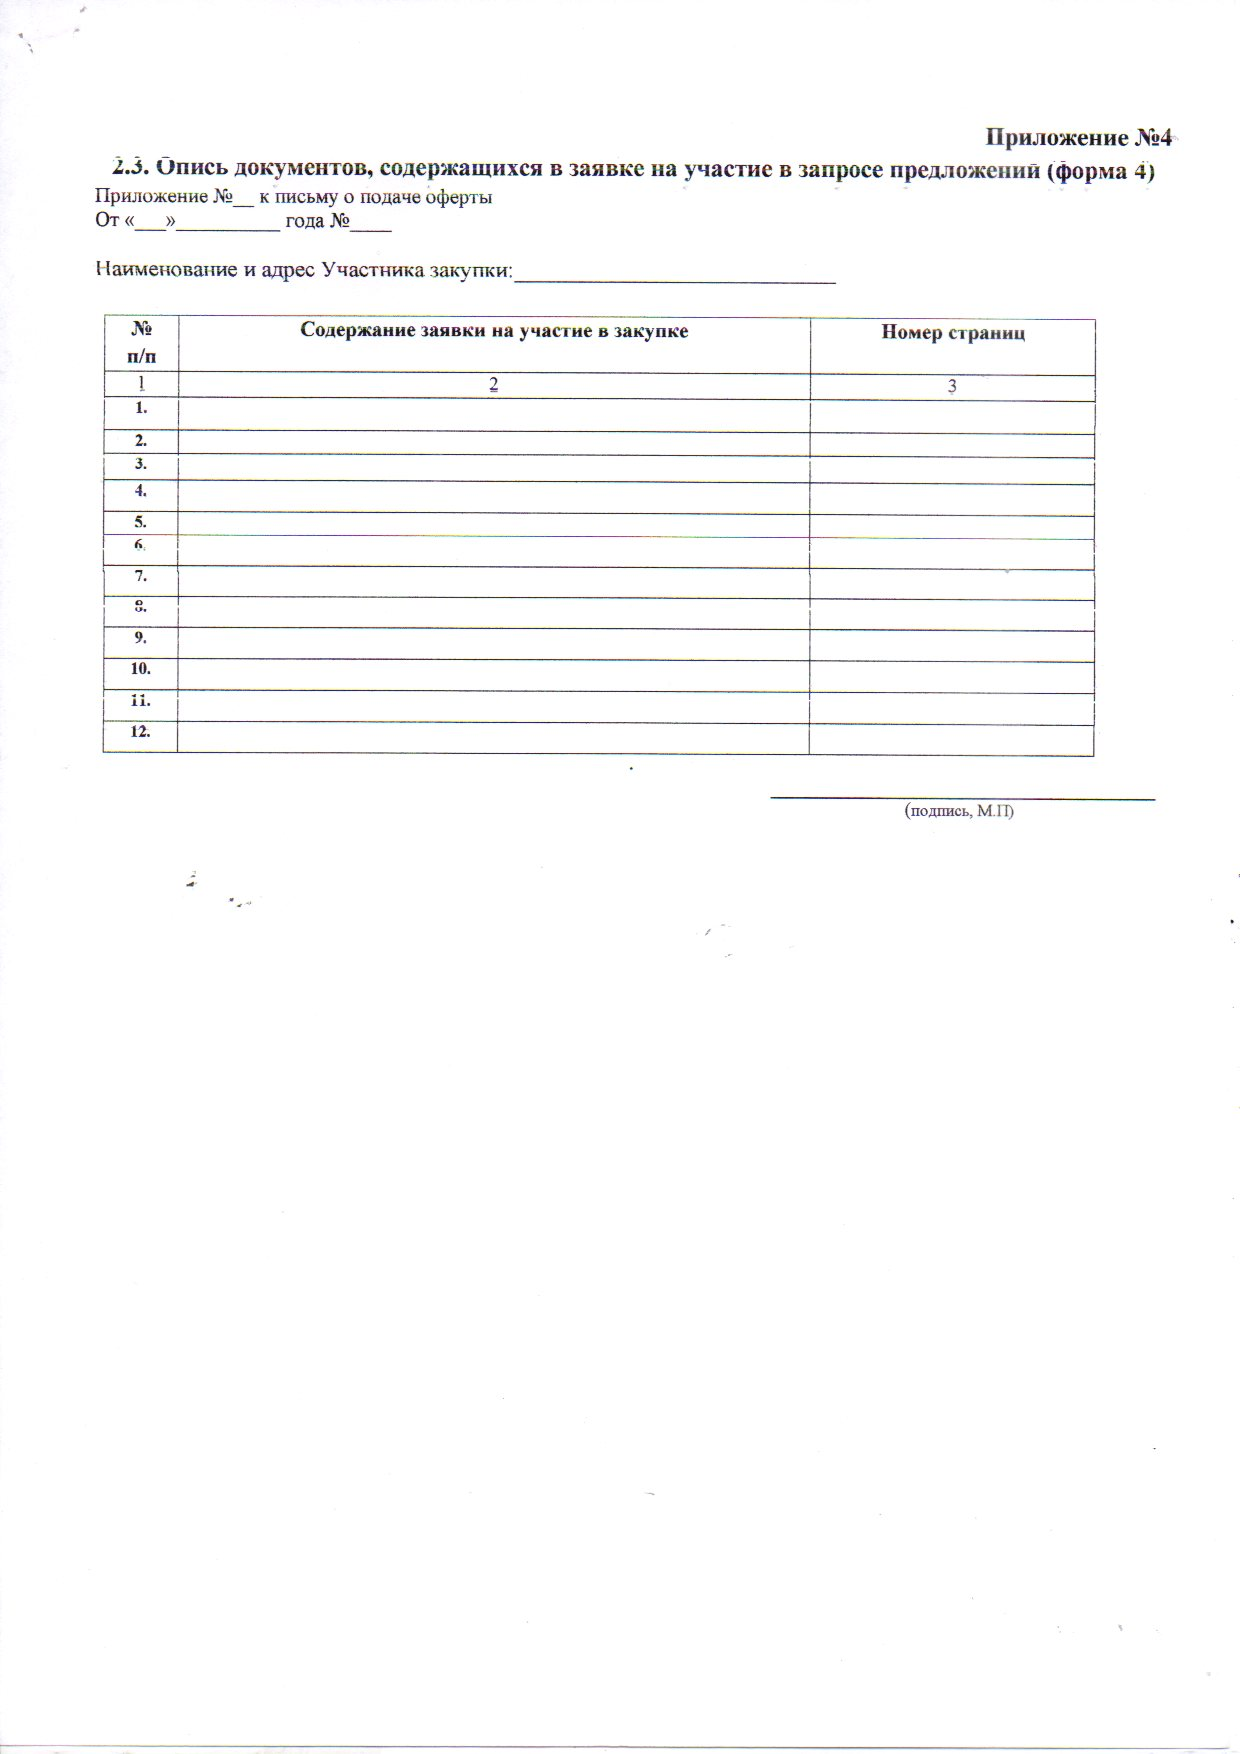 Приложение №4
2.3. Опись документов, содержащихся в заявке на участие в запросе предложений (форма 4)
Приложение №__ к письму о подаче оферты
От «___»__________ года №____
Наименование и адрес Участника закупки:_______________________________
№ п/п Содержание заявки на участие в закупке Номер страниц
1 2 3
1.
2.
3.
4.
5.
6.
7.
8.
9.
10.
11.
12.
(подпись, М.П)